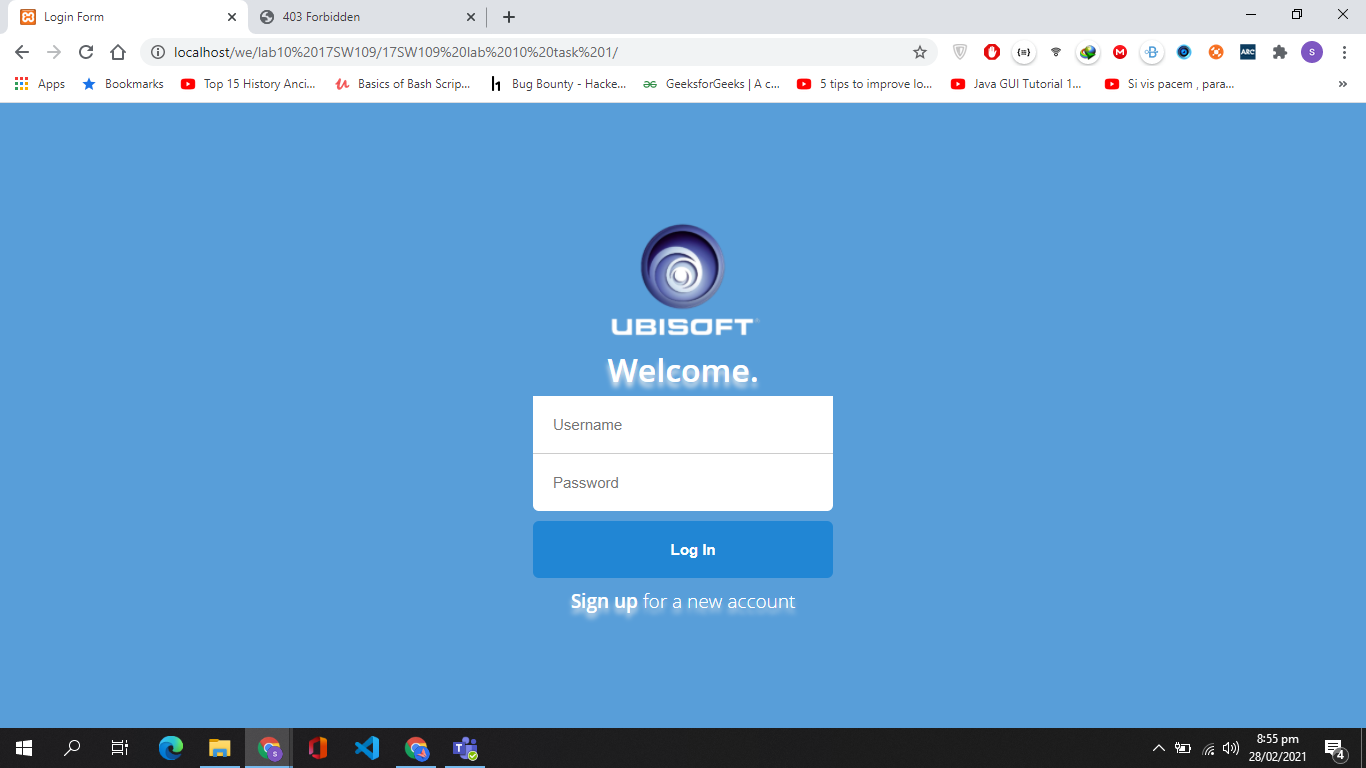 Login Form
403 Forbidden
localhost/we/lab10%2017SW109/17SW109%20lab%2010%20task%201/
ARC
S
Apps
Bookmarks
Top 15 History Anci...
Basics of Bash Scrip...
Bug Bounty - Hacke...
GeeksforGeeks | A c...
5 tips to improve lo...
Java GUI Tutorial 1...
Si vis pacem , para...
UBISOFT
Welcome.
Username
Password
Log In
Sign up for a new account
8:55 pm
28/02/2021
4